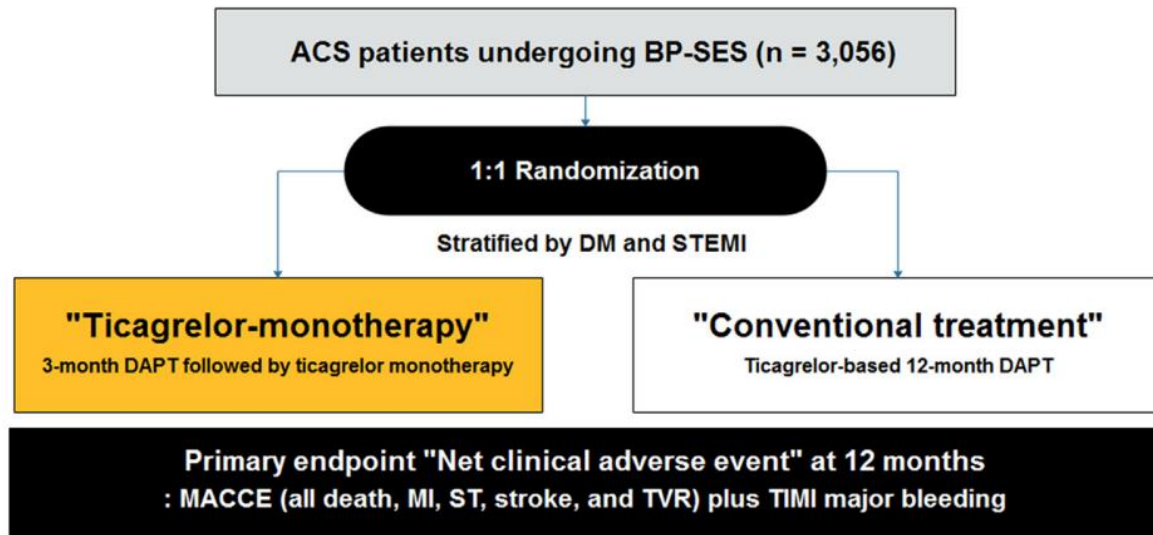 ACS patients undergoing BP-SES (n = 3,056)
1:1 Randomization
Stratified by DM and STEMI
"Ticagrelor-monotherapy"
3-month DAPT followed by ticagrelor monotherapy
"Conventional treatment"
Ticagrelor-based 12-month DAPT
Primary endpoint "Net clinical adverse event" at 12 months
: MACCE (all death, MI, ST, stroke, and TVR) plus TIMI major bleeding